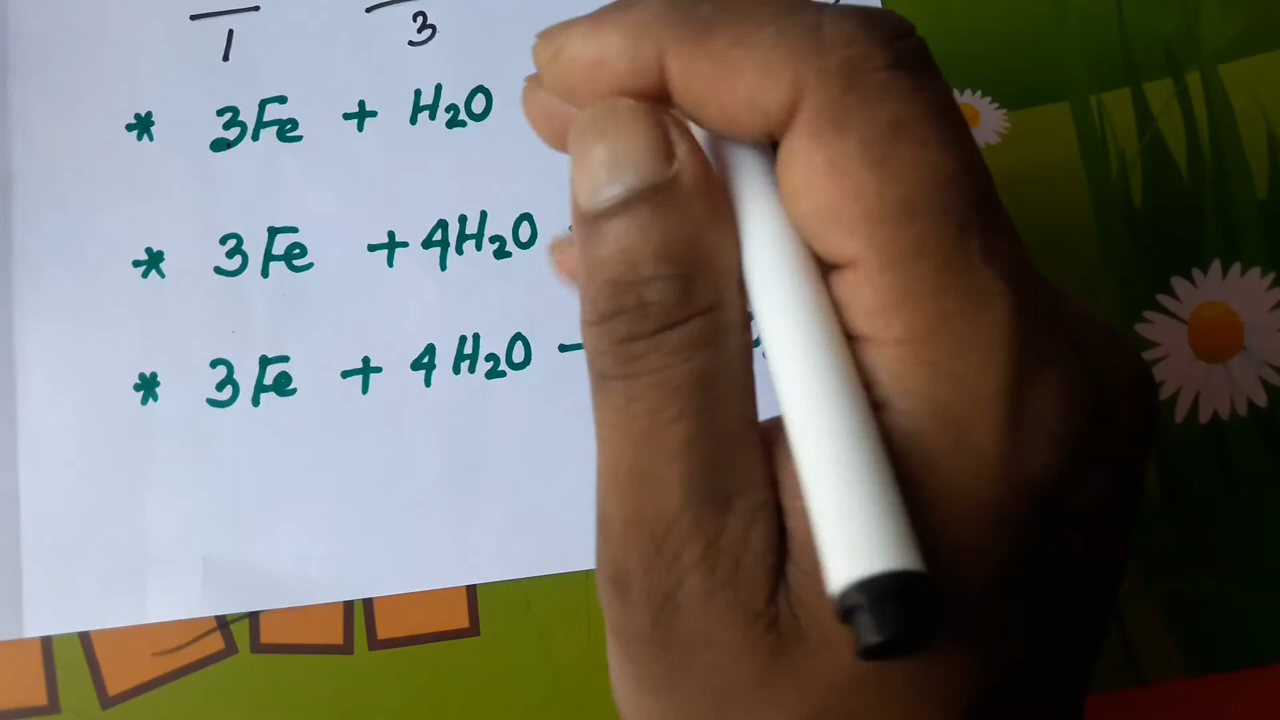 1 3
* 3Fe + H2O
* 3Fe + 4H2O
* 3Fe + 4H2O -